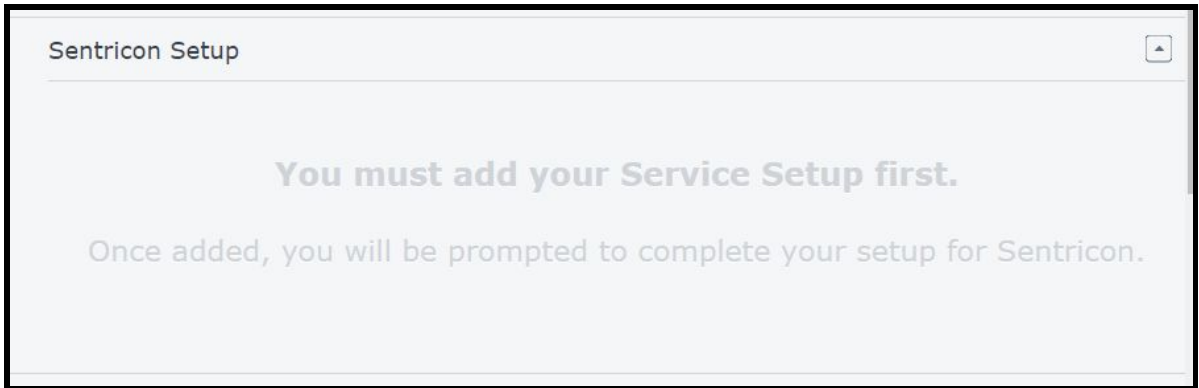 Sentricon Setup
You must add your Service Setup first.
Once added, you will be prompted to complete your setup for Sentricon.